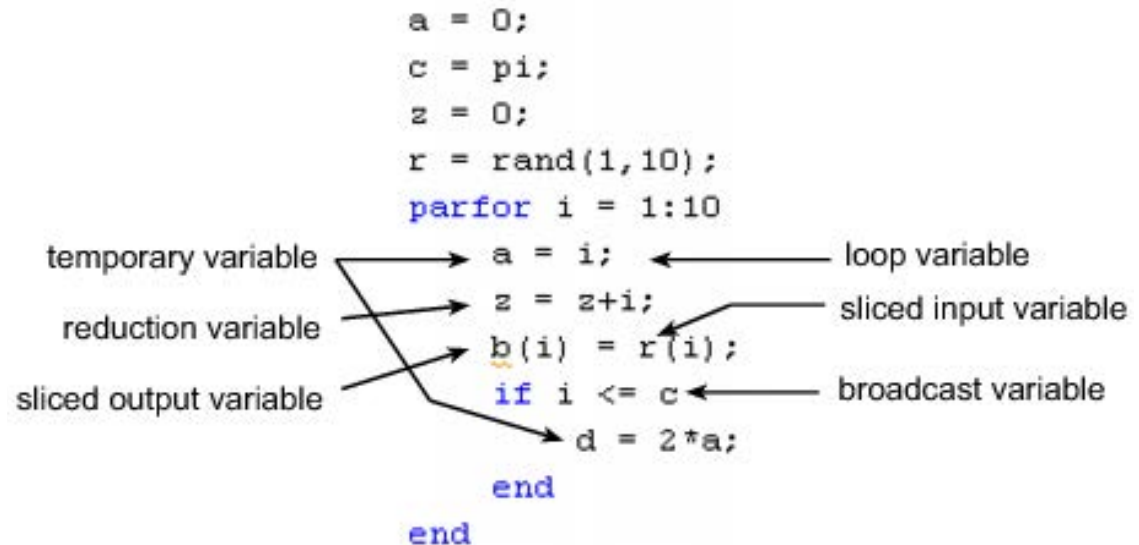 a = 0;
c = pi;
z = 0;
r = rand(1,10);
parfor i = 1:10
temporary variable
a = i;
loop variable
reduction variable
z = z+i;
sliced input variable
sliced output variable
b(i) = r(i);
if i <= c
broadcast variable
d = 2*a;
end
end